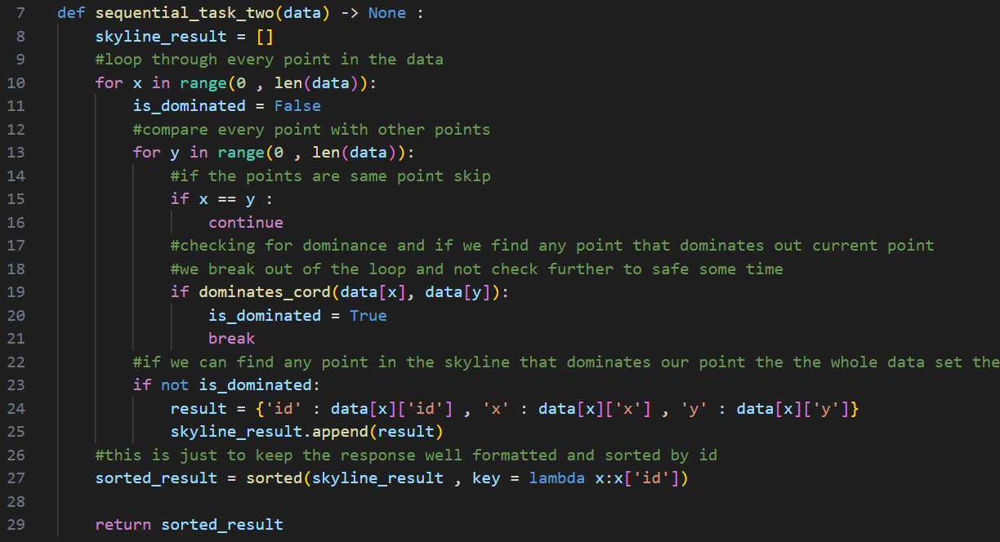 7 def sequential_task_two(data) -> None :
8 skyline_result = []
9 #loop through every point in the data
10 for x in range(0 , len(data)):
11 is_dominated = False
12 #compare every point with other points
13 for y in range(0 , len(data)):
14 #if the points are same point skip
15 if x == y :
16 continue
17 #checking for dominance and if we find any point that dominates out current point
18 #we break out of the loop and not check further to safe some time
19 if dominates_cord(data[x], data[y]):
20 is_dominated = True
21 break
22 #if we can find any point in the skyline that dominates our point the the whole data set the
23 if not is_dominated:
24 result = {'id' : data[x]['id'] , 'x' : data[x]['x'] , 'y' : data[x]['y']}
25 skyline_result.append(result)
26 #this is just to keep the response well formatted and sorted by id
27 sorted_result = sorted(skyline_result , key = lambda x:x['id'])
28
29 return sorted_result